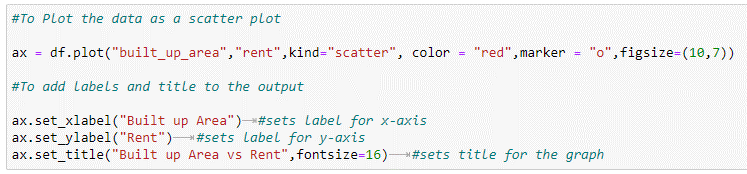 #To Plot the data as a scatter plot
ax = df.plot("built_up_area","rent",kind="scatter", color = "red",marker = "o",figsize=(10,7))
#To add labels and title to the output
ax.set_xlabel("Built up Area")→#sets label for x-axis
ax.set_ylabel("Rent")→#sets label for y-axis
ax.set_title("Built up Area vs Rent",fontsize=16)→#sets title for the graph